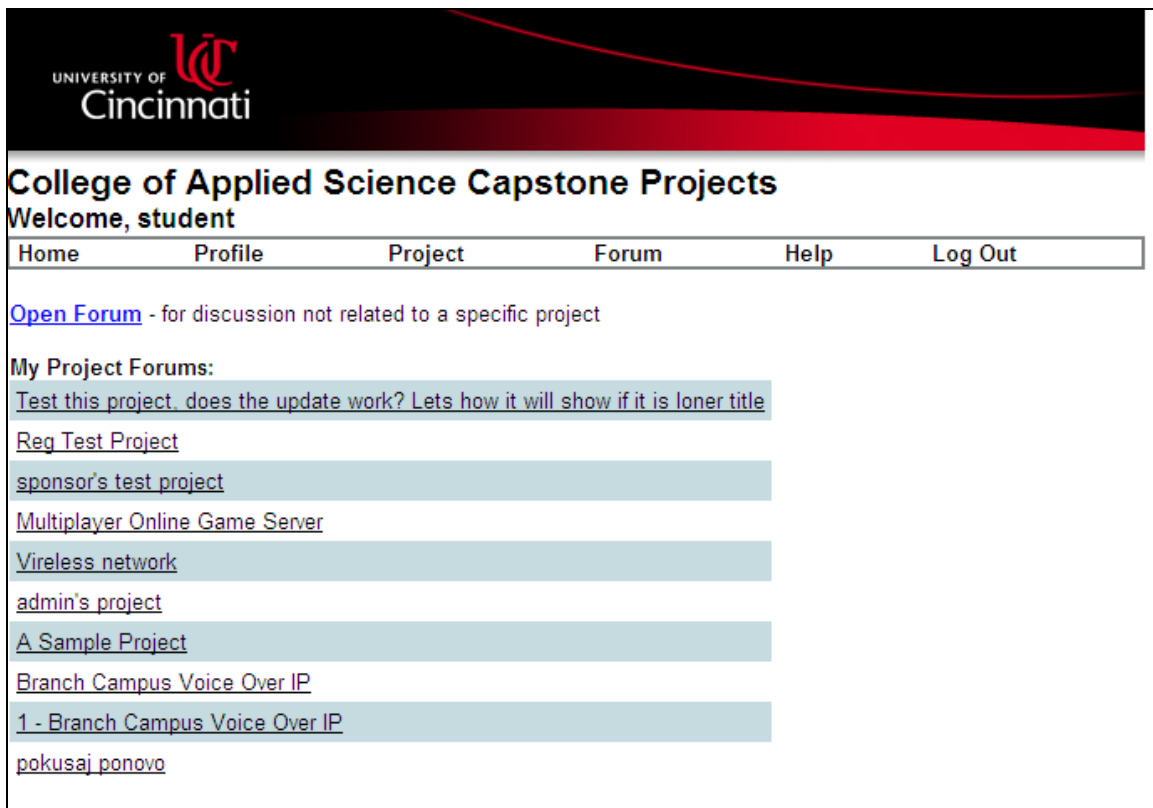 UC
UNIVERSITY OF
Cincinnati
College of Applied Science Capstone Projects
Welcome, student
Home Profile Project Forum Help Log Out
Open Forum - for discussion not related to a specific project
My Project Forums:
Test this project, does the update work? Lets how it will show if it is loner title
Reg Test Project
sponsor's test project
Multiplayer Online Game Server
Vireless network
admin's project
A Sample Project
Branch Campus Voice Over IP
1 - Branch Campus Voice Over IP
pokusaj ponovo